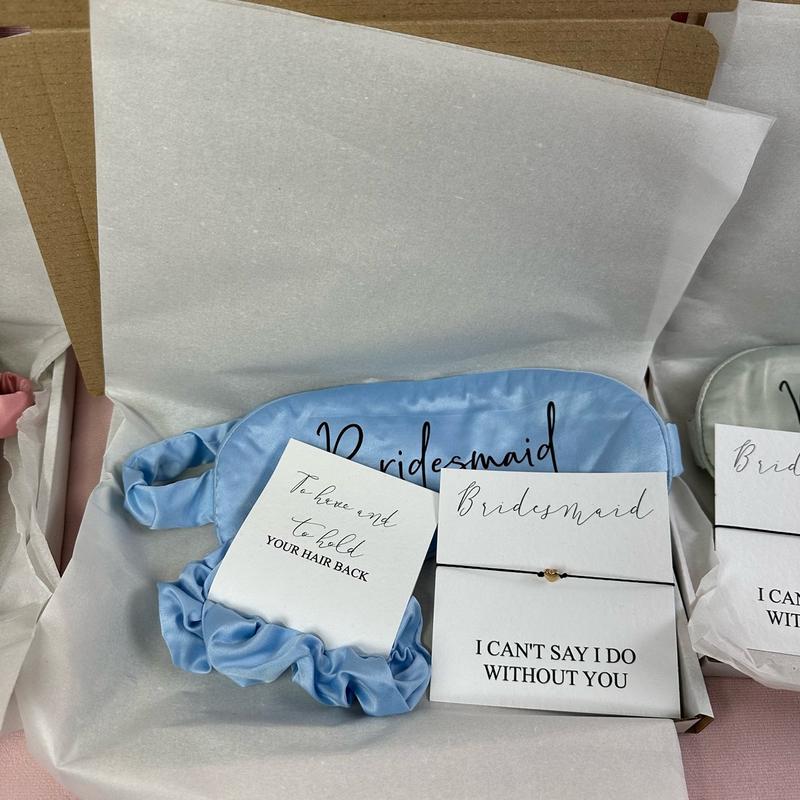 Bridesmaid
To have and
to hold
YOUR HAIR BACK
Bridesmaid
I CAN'T SAY I DO
WITHOUT YOU